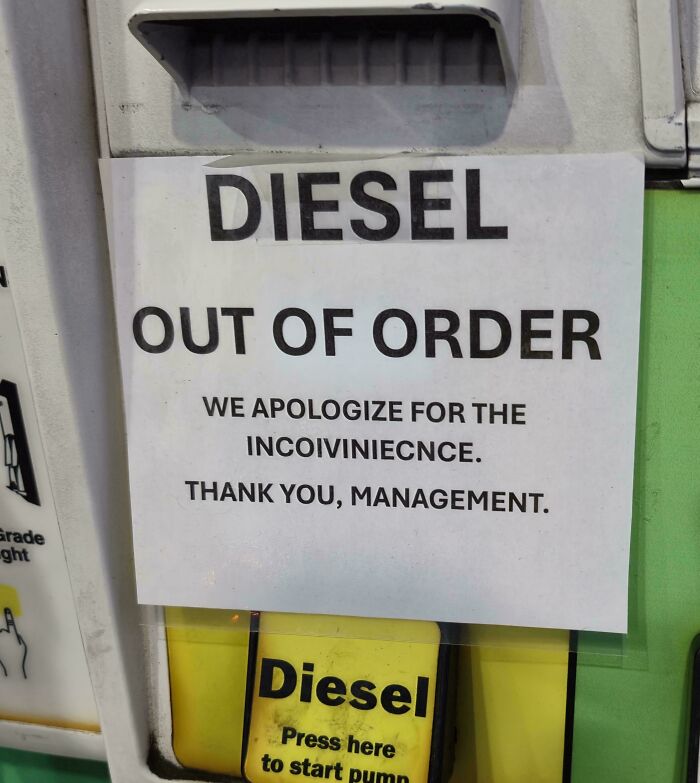 DIESEL
OUT OF ORDER
WE APOLOGIZE FOR THE
INCOIVINIECNCE.
THANK YOU, MANAGEMENT.
Grade
Diesel
Press here
to start pump